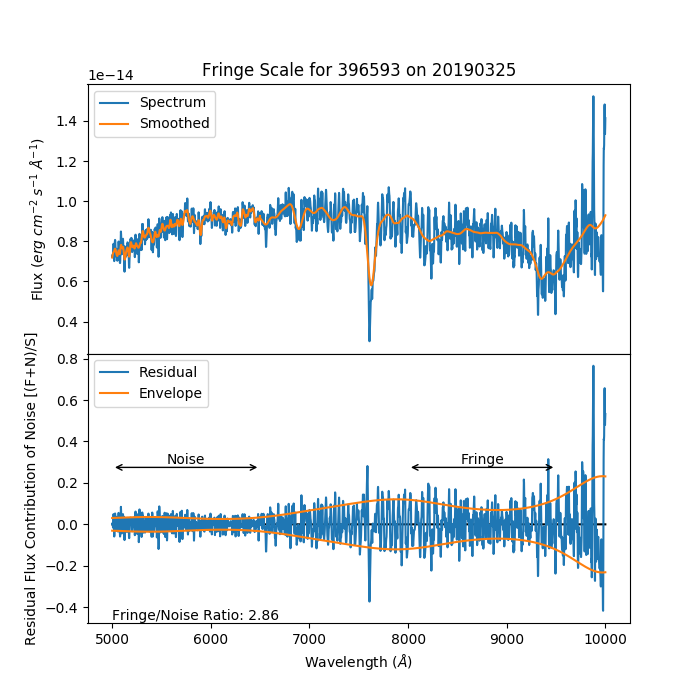 Fringe Scale for 396593 on 20190325
1e−14
Spectrum
Smoothed
1.4
1.2
1.0
0.8
0.6
0.4
Flux (erg cm⁻² s⁻¹ Å⁻¹)
Residual
Envelope
0.8
0.6
0.4
0.2
0.0
−0.2
−0.4
Residual Flux Contribution of Noise [(F+N)/S]
Noise
Fringe
Fringe/Noise Ratio: 2.86
5000 6000 7000 8000 9000 10000
Wavelength (Å)